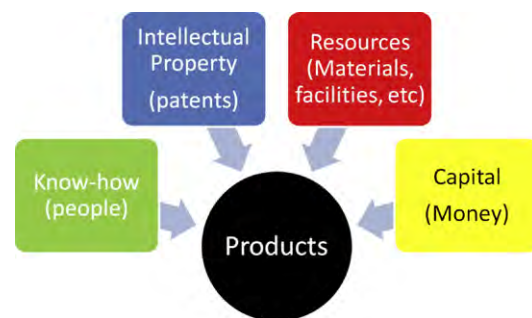 Intellectual
Property
(patents)
Resources
(Materials,
facilities, etc)
Know-how
(people)
Capital
(Money)
Products